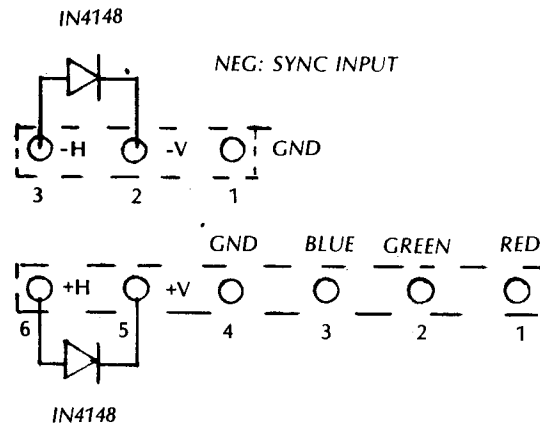 IN4148
NEG: SYNC INPUT
-H -V GND
3 2 1
GND BLUE GREEN RED
+H +V
6 5 4 3 2 1
IN4148